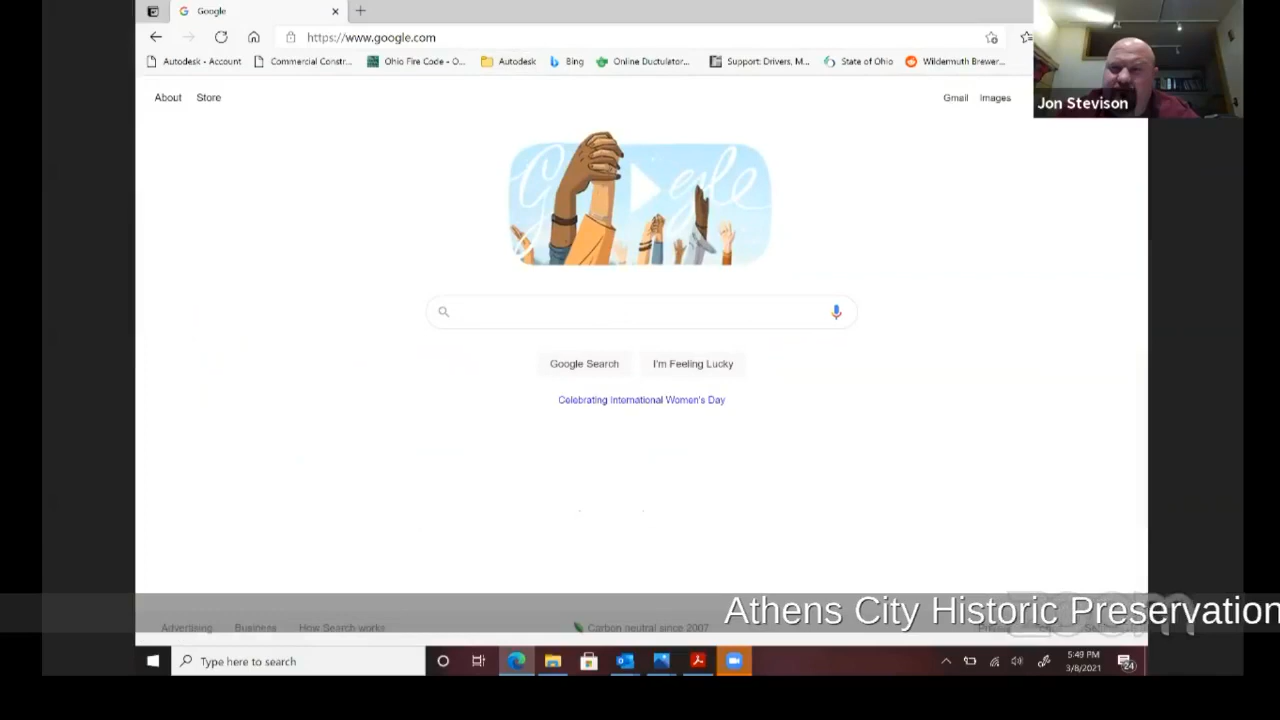 Google
https://www.google.com
Autodesk - Account
Commercial Constr...
Ohio Fire Code - O...
Autodesk
Bing
Online Ductulator...
Support: Drivers, M...
State of Ohio
Wildermuth Brewer...
Jon Stevison
About
Store
Gmail
Images
Google Search
I'm Feeling Lucky
Celebrating International Women's Day
Athens City Historic Preservation
zoom
Advertising
Business
How Search works
Carbon neutral since 2007
Type here to search
5:49 PM
3/8/2021
24